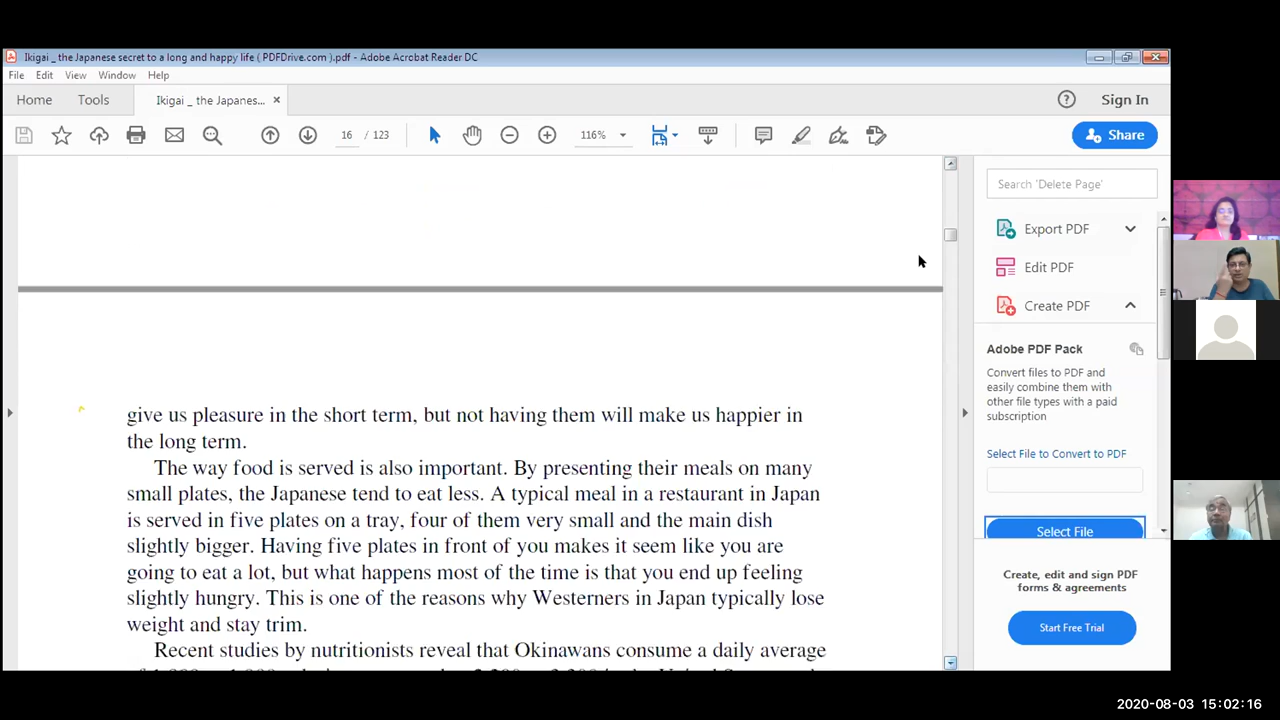 Ikigai _ the Japanese secret to a long and happy life ( PDFDrive.com ).pdf - Adobe Acrobat Reader DC
File Edit View Window Help
Home Tools Ikigai _ the Japanes... × Sign In
16 / 123 116% Share
Search 'Delete Page'
Export PDF
Edit PDF
Create PDF
Adobe PDF Pack
Convert files to PDF and
easily combine them with
other file types with a paid
subscription
Select File to Convert to PDF
Select File
Create, edit and sign PDF
forms & agreements
Start Free Trial
give us pleasure in the short term, but not having them will make us happier in
the long term.
The way food is served is also important. By presenting their meals on many
small plates, the Japanese tend to eat less. A typical meal in a restaurant in Japan
is served in five plates on a tray, four of them very small and the main dish
slightly bigger. Having five plates in front of you makes it seem like you are
going to eat a lot, but what happens most of the time is that you end up feeling
slightly hungry. This is one of the reasons why Westerners in Japan typically lose
weight and stay trim.
Recent studies by nutritionists reveal that Okinawans consume a daily average
2020-08-03 15:02:16